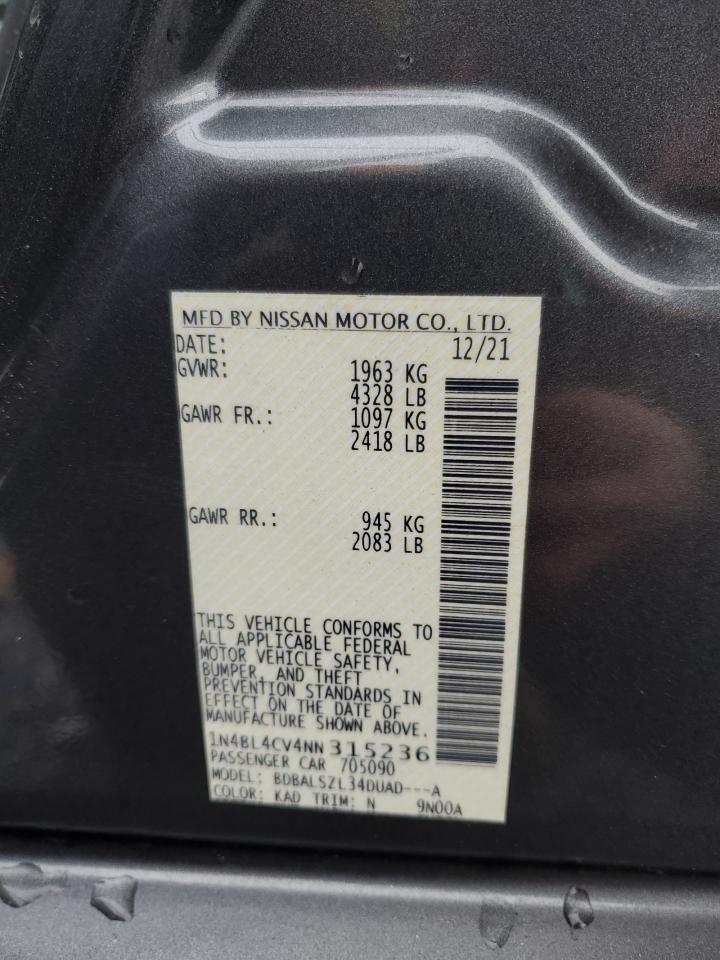 MFD BY NISSAN MOTOR CO., LTD.
DATE: 12/21
GVWR: 1963 KG
4328 LB
GAWR FR.: 1097 KG
2418 LB
GAWR RR.: 945 KG
2083 LB
THIS VEHICLE CONFORMS TO
ALL APPLICABLE FEDERAL
MOTOR VEHICLE SAFETY,
BUMPER, AND THEFT
PREVENTION STANDARDS IN
EFFECT ON THE DATE OF
MANUFACTURE SHOWN ABOVE.
1N4BL4CV4NN 315236
PASSENGER CAR 705090
MODEL: BDBALSZL34DUAD---A
COLOR: KAD TRIM: N 9N00A